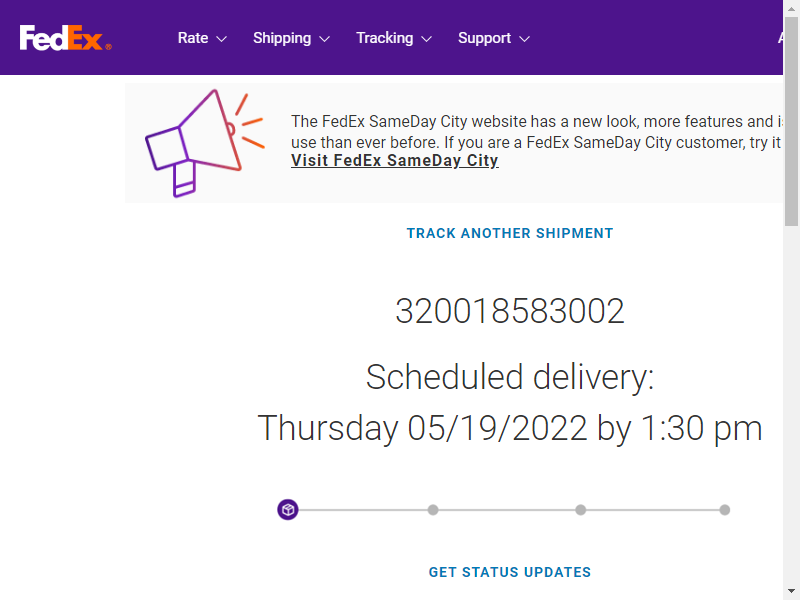 FedEx®
Rate
Shipping
Tracking
Support
The FedEx SameDay City website has a new look, more features and
use than ever before. If you are a FedEx SameDay City customer, try it
Visit FedEx SameDay City
TRACK ANOTHER SHIPMENT
320018583002
Scheduled delivery:
Thursday 05/19/2022 by 1:30 pm
GET STATUS UPDATES